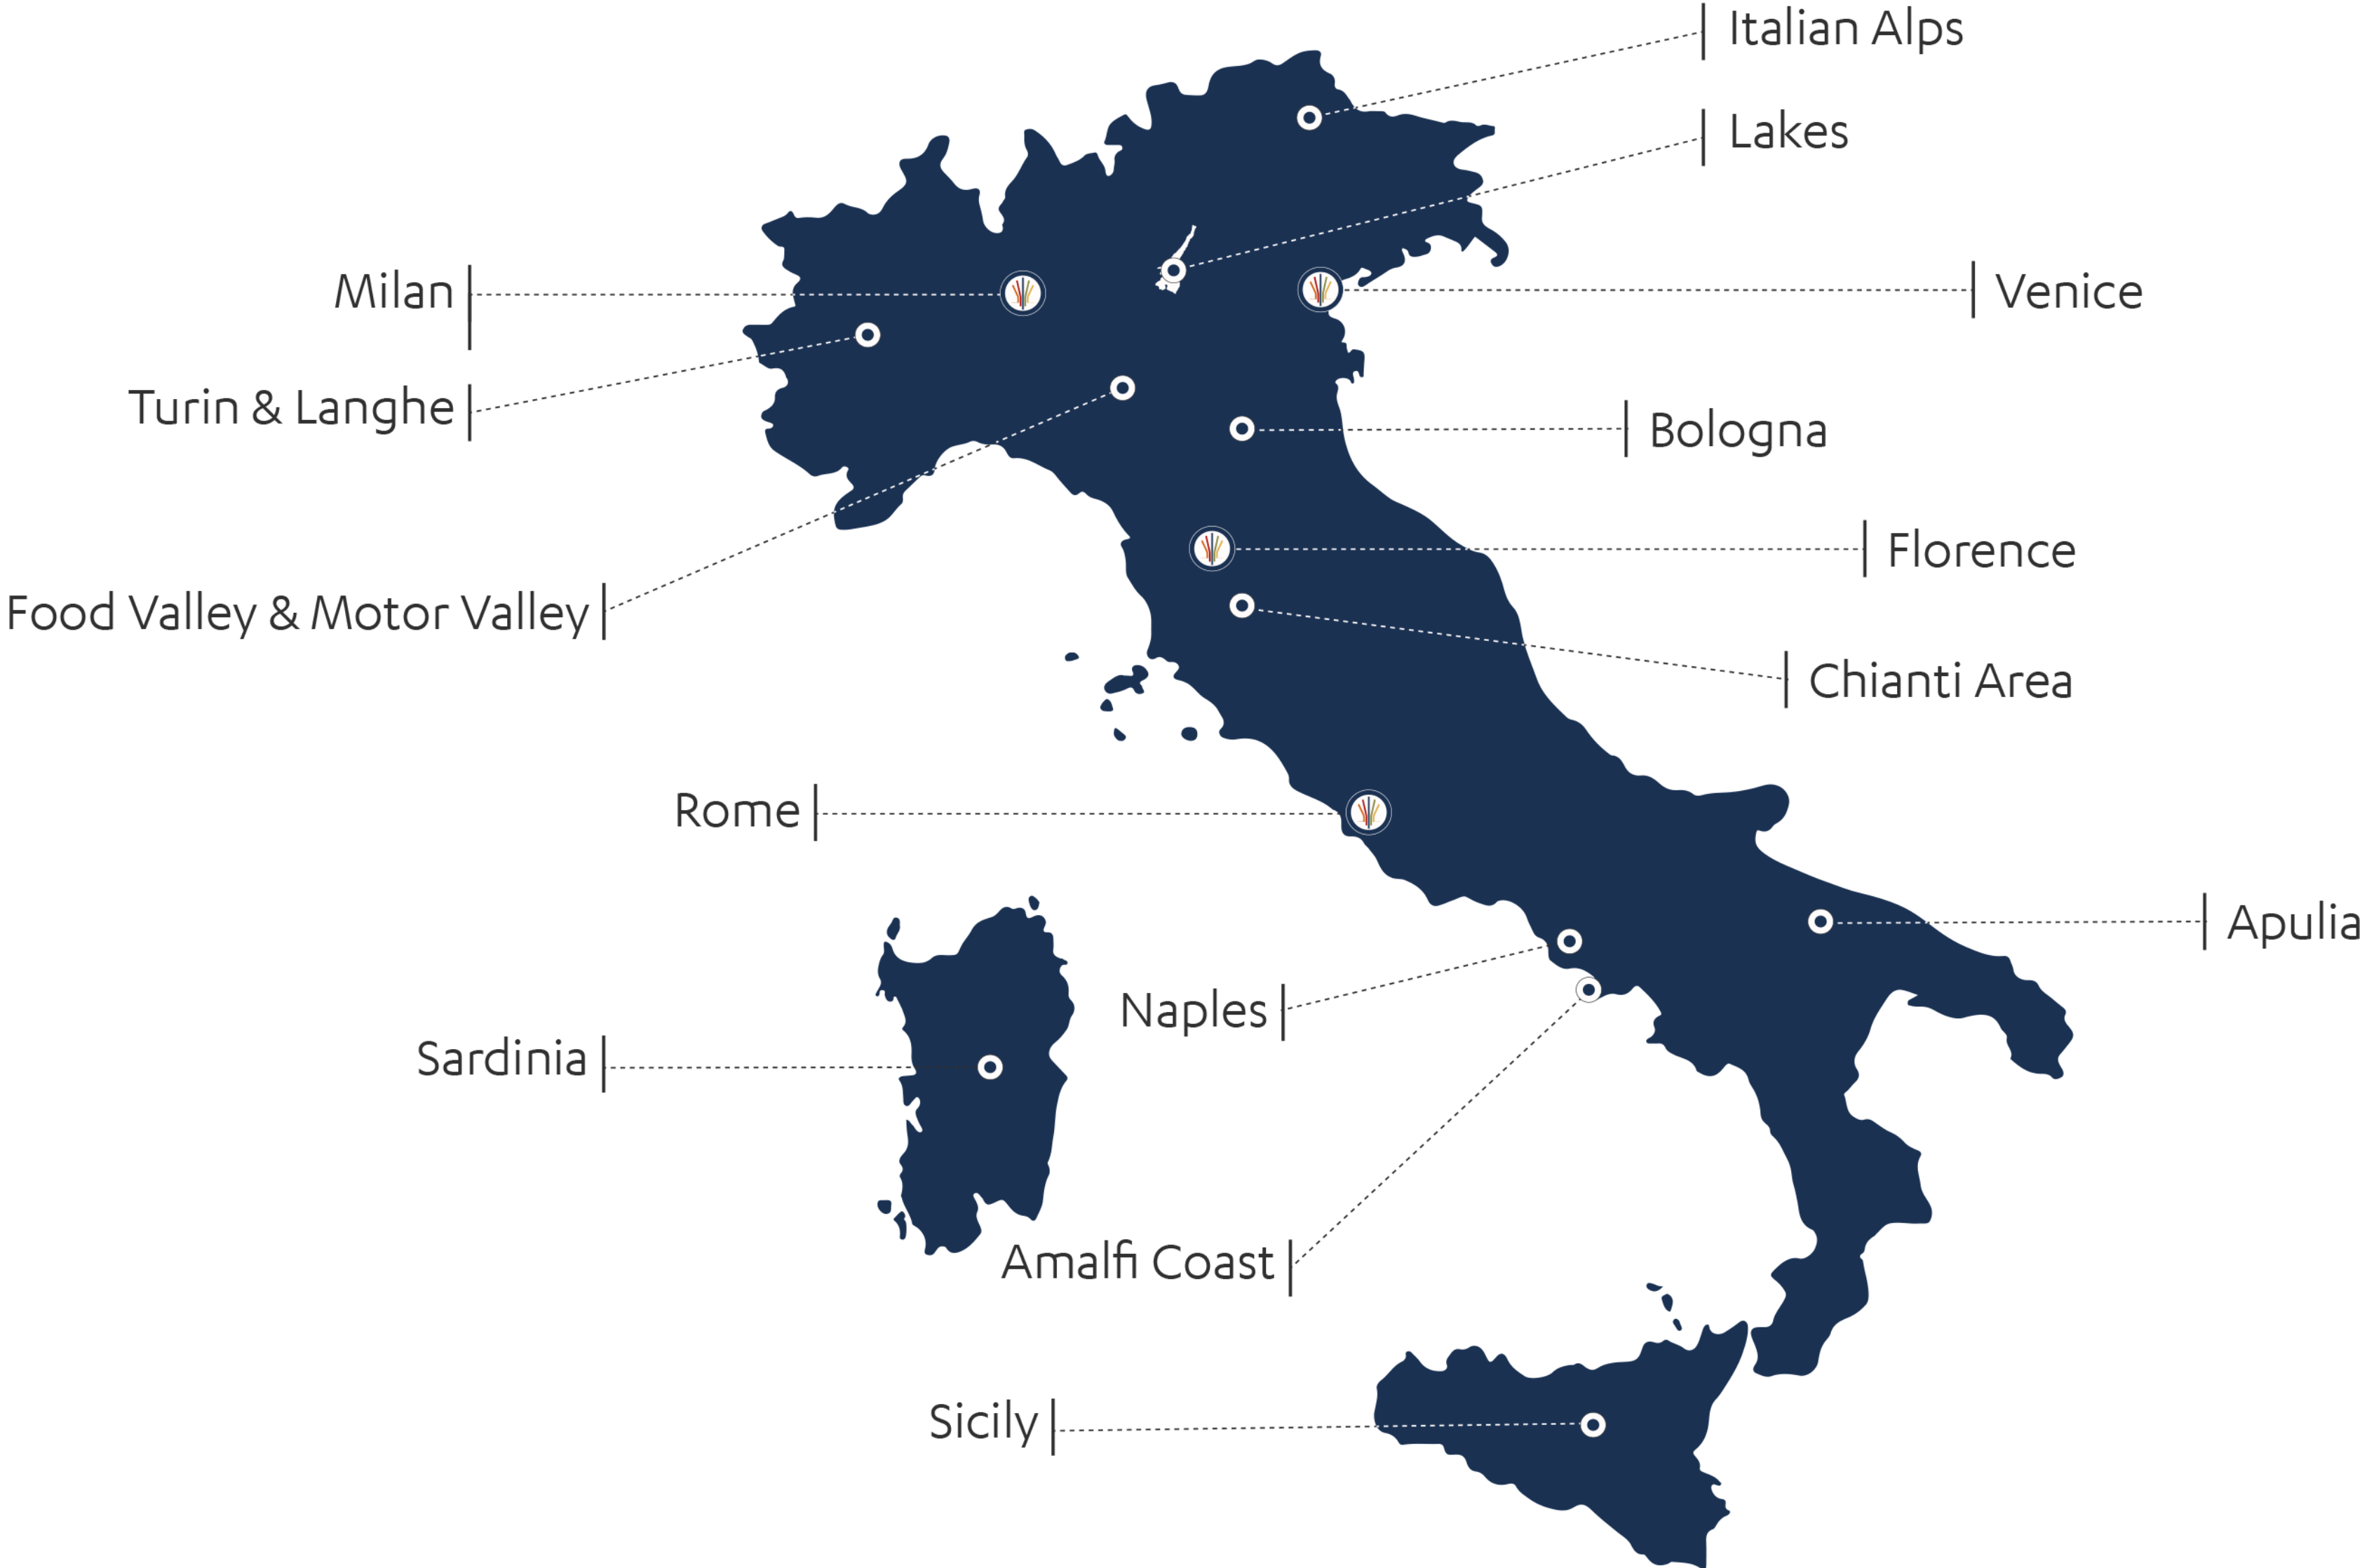 Italian Alps
Lakes
Milan
Venice
Turin & Langhe
Bologna
Florence
Food Valley & Motor Valley
Chianti Area
Rome
Apulia
Naples
Sardinia
Amalfi Coast
Sicily